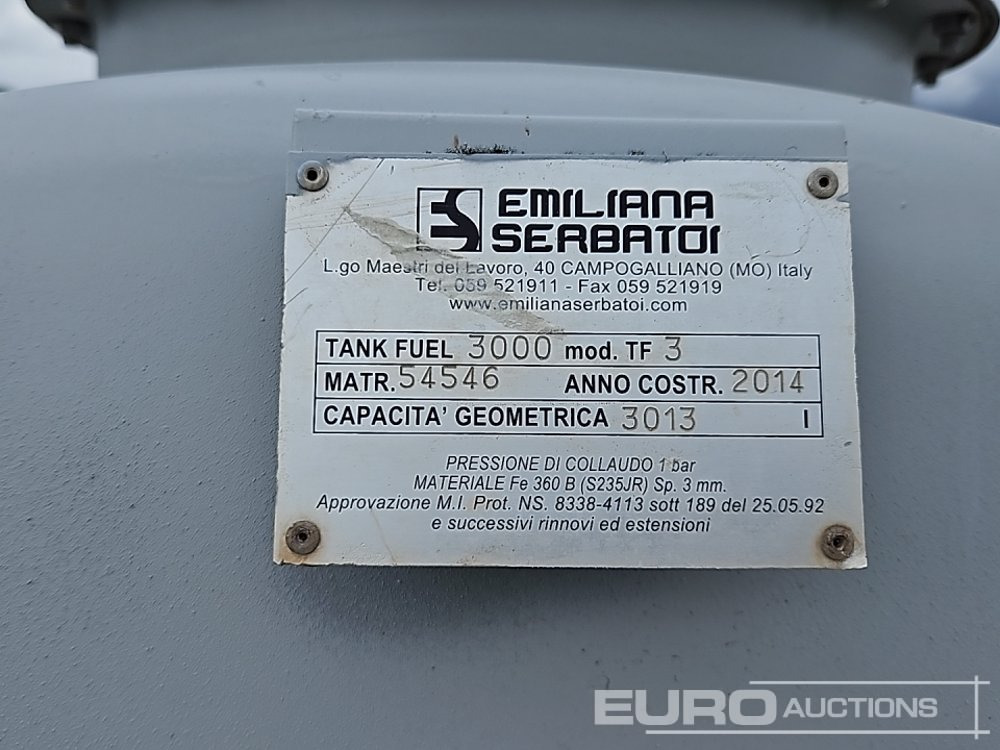 EMILIANA
SERBATOI
L.go Maestri del Lavoro, 40 CAMPOGALLIANO (MO) Italy
Tel. 059 521911 - Fax 059 521919
www.emilianaserbatoi.com
TANK FUEL 3000 mod. TF 3
MATR. 54546 ANNO COSTR. 2014
CAPACITA' GEOMETRICA 3013 l
PRESSIONE DI COLLAUDO 1 bar
MATERIALE Fe 360 B (S235JR) Sp. 3 mm.
Approvazione M.I. Prot. NS. 8338-4113 sott 189 del 25.05.92
e successivi rinnovi ed estensioni
EURO AUCTIONS